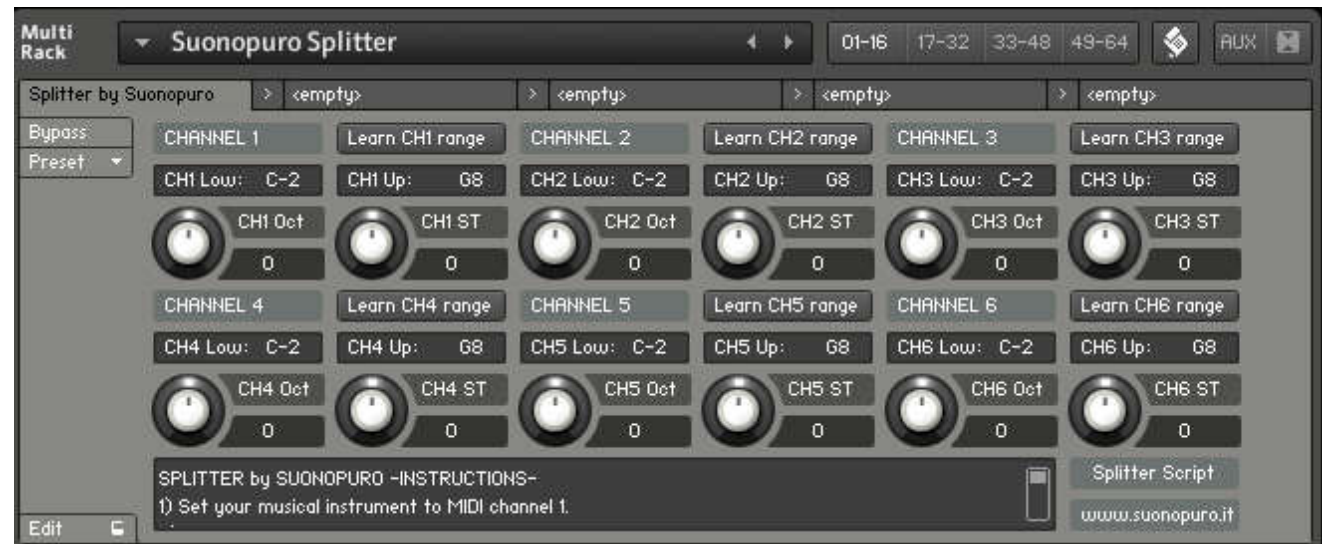 Multi Rack Suonopuro Splitter 01-16 17-32 33-48 49-64 AUX
Splitter by Suonopuro > <empty> > <empty> > <empty> > <empty>
Bypass CHANNEL 1 Learn CH1 range CHANNEL 2 Learn CH2 range CHANNEL 3 Learn CH3 range
Preset
CH1 Low: C-2 CH1 Up: G8 CH2 Low: C-2 CH2 Up: G8 CH3 Low: C-2 CH3 Up: G8
CH1 Oct CH1 ST CH2 Oct CH2 ST CH3 Oct CH3 ST
0 0 0 0 0 0
CHANNEL 4 Learn CH4 range CHANNEL 5 Learn CH5 range CHANNEL 6 Learn CH6 range
CH4 Low: C-2 CH4 Up: G8 CH5 Low: C-2 CH5 Up: G8 CH6 Low: C-2 CH6 Up: G8
CH4 Oct CH4 ST CH5 Oct CH5 ST CH6 Oct CH6 ST
0 0 0 0 0 0
SPLITTER by SUONOPURO -INSTRUCTIONS-
1) Set your musical instrument to MIDI channel 1.
Splitter Script
www.suonopuro.it
Edit